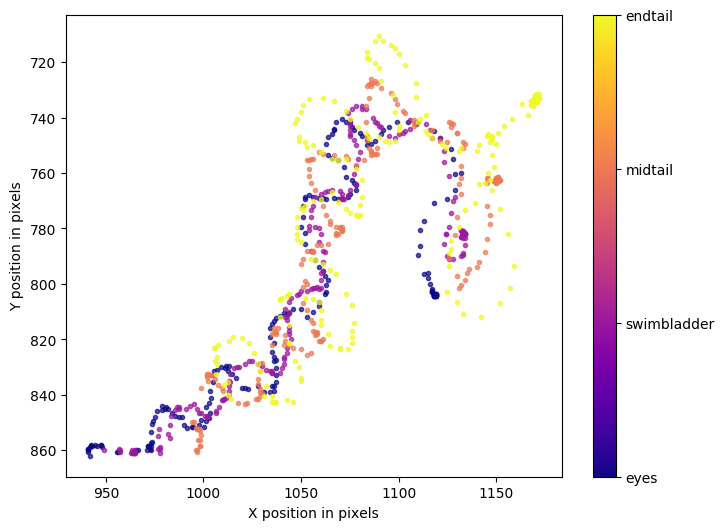 720
740
760
780
800
820
840
860
950
1000
1050
1100
1150
X position in pixels
Y position in pixels
endtail
midtail
swimbladder
eyes